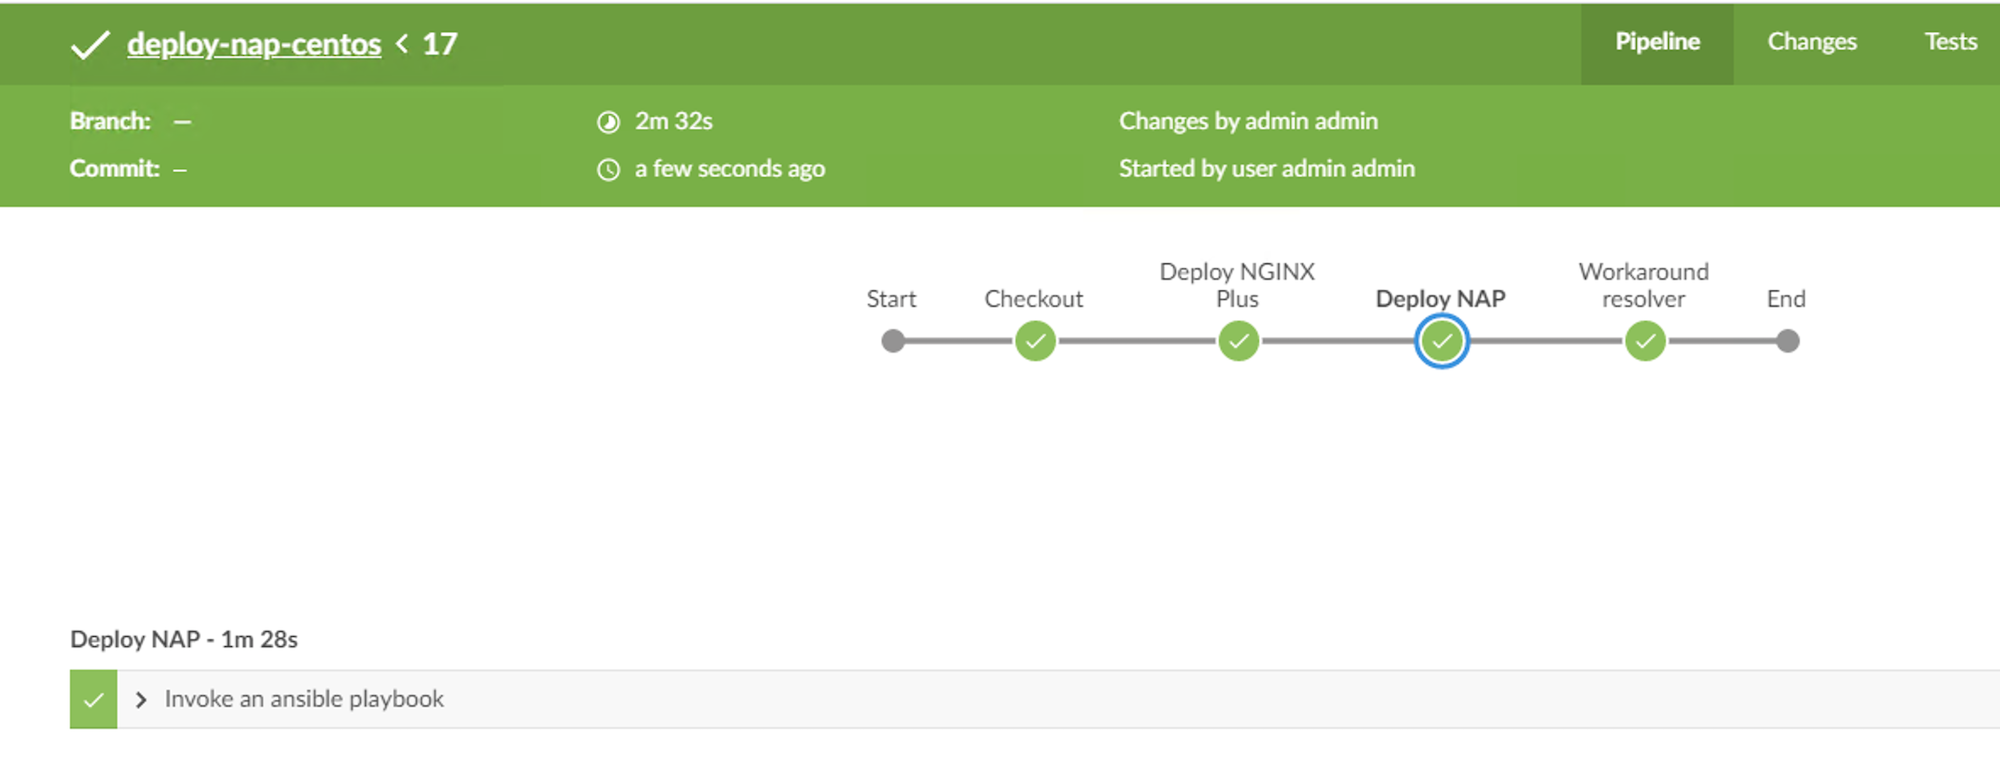 deploy-nap-centos < 17
Pipeline
Changes
Tests
Branch: —
2m 32s
Changes by admin admin
Commit: –
a few seconds ago
Started by user admin admin
Start
Checkout
Deploy NGINX
Plus
Deploy NAP
Workaround
resolver
End
Deploy NAP - 1m 28s
Invoke an ansible playbook